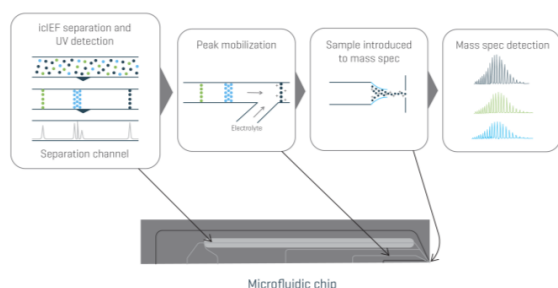 icIEF separation and
UV detection
Separation channel
Peak mobilization
Electrolyte
Sample introduced
to mass spec
Mass spec detection
Microfluidic chip